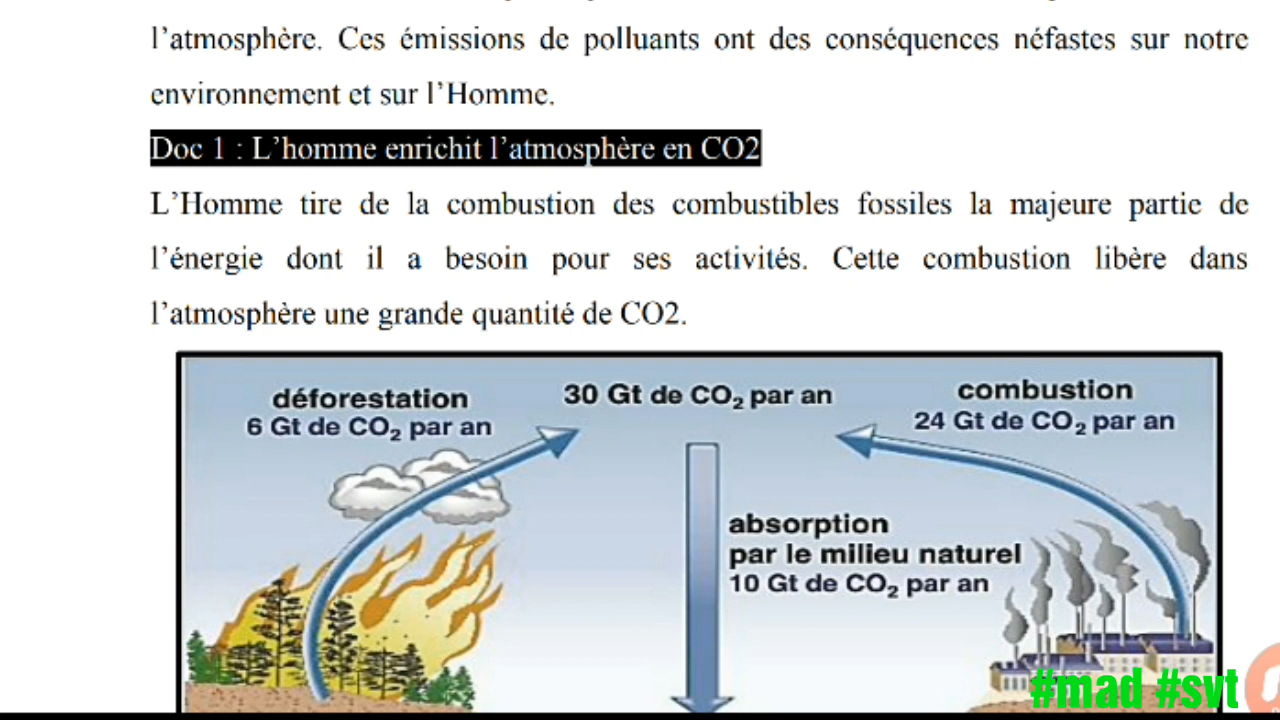 l’atmosphère. Ces émissions de polluants ont des conséquences néfastes sur notre
environnement et sur l’Homme.
Doc 1 : L’homme enrichit l’atmosphère en CO2
L’Homme tire de la combustion des combustibles fossiles la majeure partie de
l’énergie dont il a besoin pour ses activités. Cette combustion libère dans
l’atmosphère une grande quantité de CO2.
déforestation
6 Gt de CO₂ par an
30 Gt de CO₂ par an
combustion
24 Gt de CO₂ par an
absorption
par le milieu naturel
10 Gt de CO₂ par an
#mad #svt